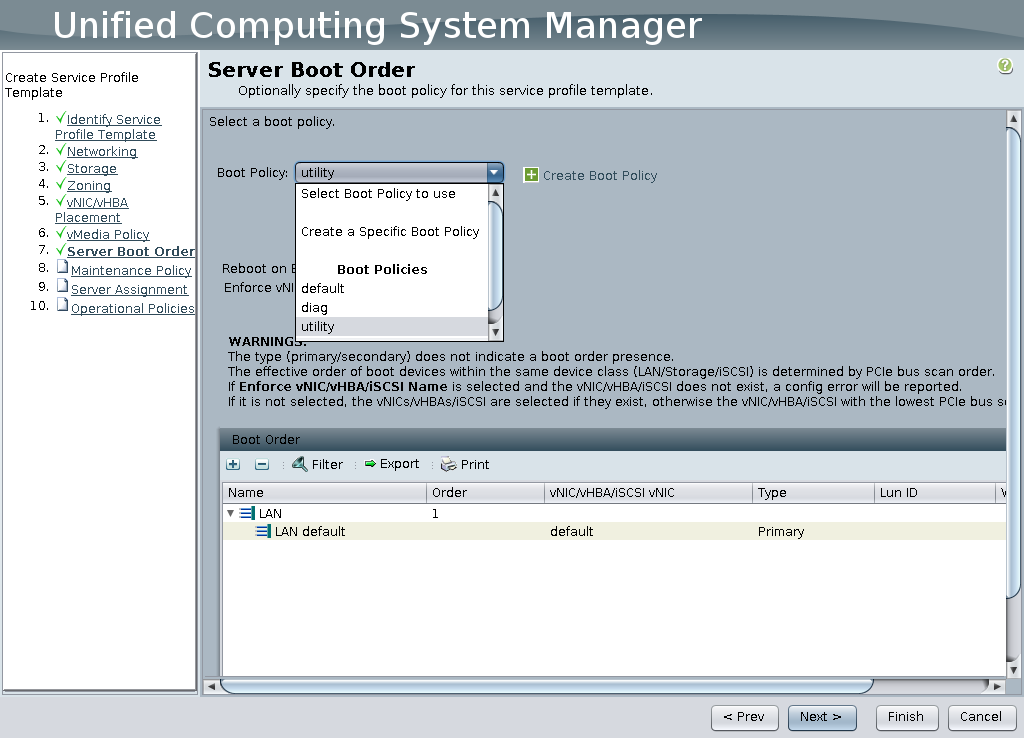 Unified Computing System Manager
Create Service Profile
Template
1. Identify Service
Profile Template
2. Networking
3. Storage
4. Zoning
5. vNIC/vHBA
Placement
6. vMedia Policy
7. Server Boot Order
8. Maintenance Policy
9. Server Assignment
10. Operational Policies
Server Boot Order
Optionally specify the boot policy for this service profile template.
Select a boot policy.
Boot Policy: utility Create Boot Policy
Select Boot Policy to use
Create a Specific Boot Policy
Boot Policies
default
diag
utility
Reboot on
Enforce vNI
WARNINGS:
The type (primary/secondary) does not indicate a boot order presence.
The effective order of boot devices within the same device class (LAN/Storage/iSCSI) is determined by PCIe bus scan order.
If Enforce vNIC/vHBA/iSCSI Name is selected and the vNIC/vHBA/iSCSI does not exist, a config error will be reported.
If it is not selected, the vNICs/vHBAs/iSCSI are selected if they exist, otherwise the vNIC/vHBA/iSCSI with the lowest PCIe bus
Boot Order
Filter Export Print
Name Order vNIC/vHBA/iSCSI vNIC Type Lun ID
LAN 1
LAN default default Primary
< Prev Next > Finish Cancel